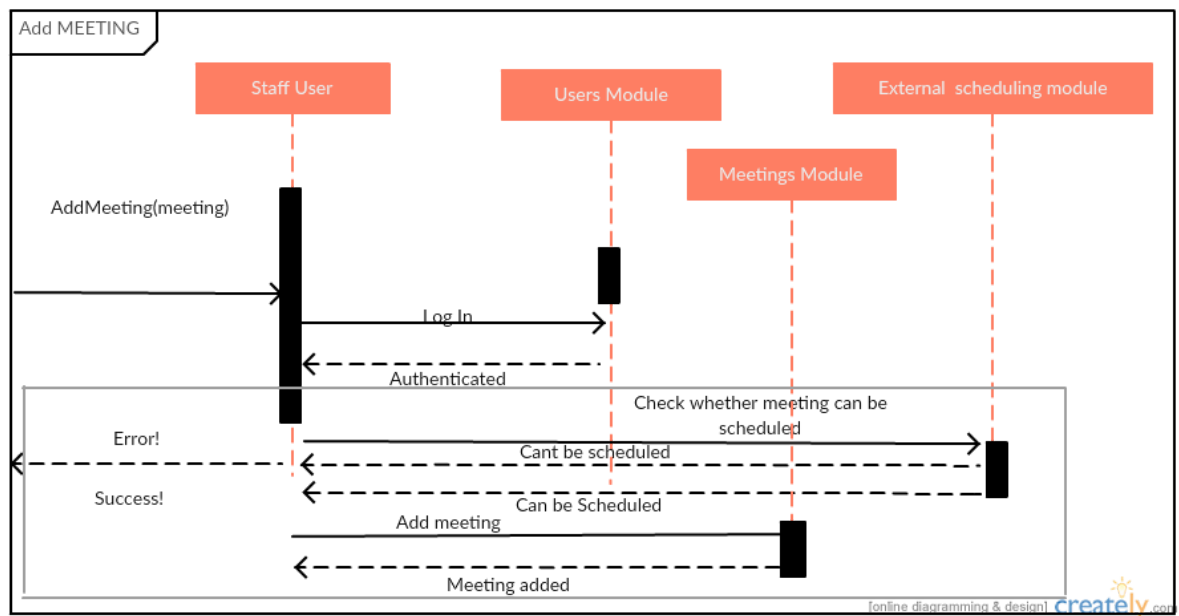 Add MEETING
Staff User
Users Module
External scheduling module
Meetings Module
AddMeeting(meeting)
Log In
Authenticated
Check whether meeting can be
scheduled
Error!
Cant be scheduled
Success!
Can be Scheduled
Add meeting
Meeting added
[online diagramming & design] creately.com